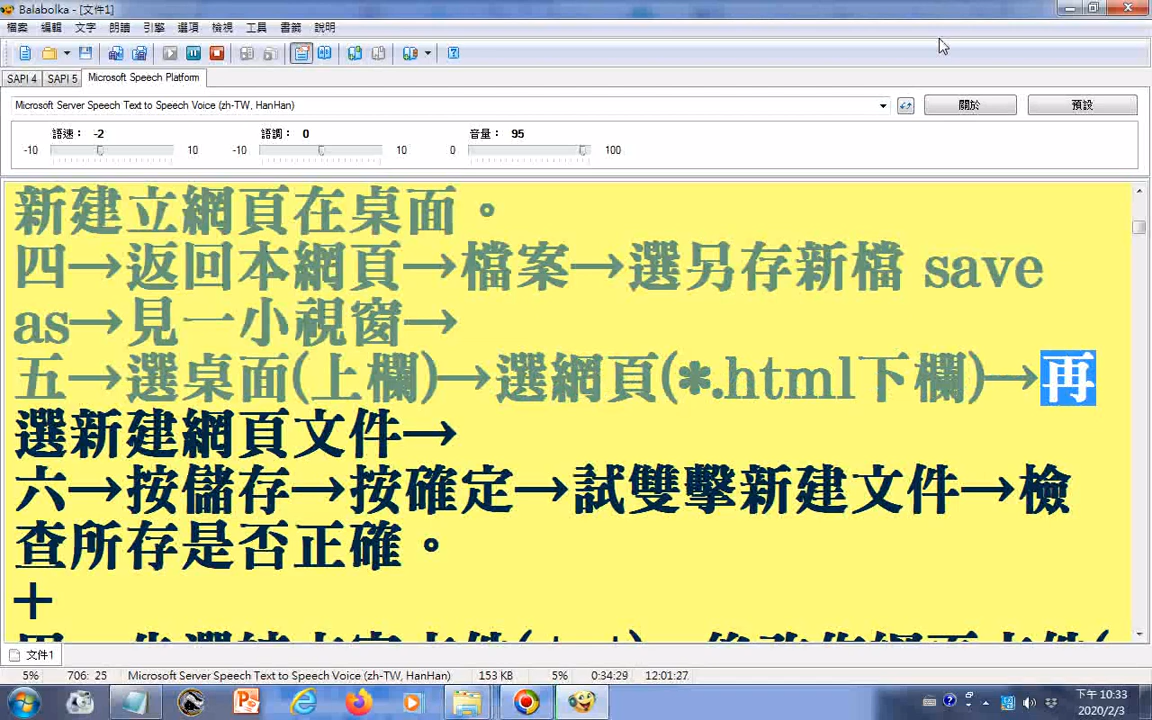 Balabolka - [文件1]
檔案 編輯 文字 朗讀 引擎 選項 檢視 工具 書籤 說明
SAPI 4 SAPI 5 Microsoft Speech Platform
Microsoft Server Speech Text to Speech Voice (zh-TW, HanHan) 關於 預設
語速： -2 語調： 0 音量： 95
-10 10 -10 10 0 100
新建立網頁在桌面。
四→返回本網頁→檔案→選另存新檔 save
as→見一小視窗→
五→選桌面(上欄)→選網頁(*.html下欄)→再
選新建網頁文件→
六→按儲存→按確定→試雙擊新建文件→檢
查所存是否正確。
+
文件1
5% 706: 25 Microsoft Server Speech Text to Speech Voice (zh-TW, HanHan) 153 KB 5% 0:34:29 12:01:27.
下午 10:33
2020/2/3